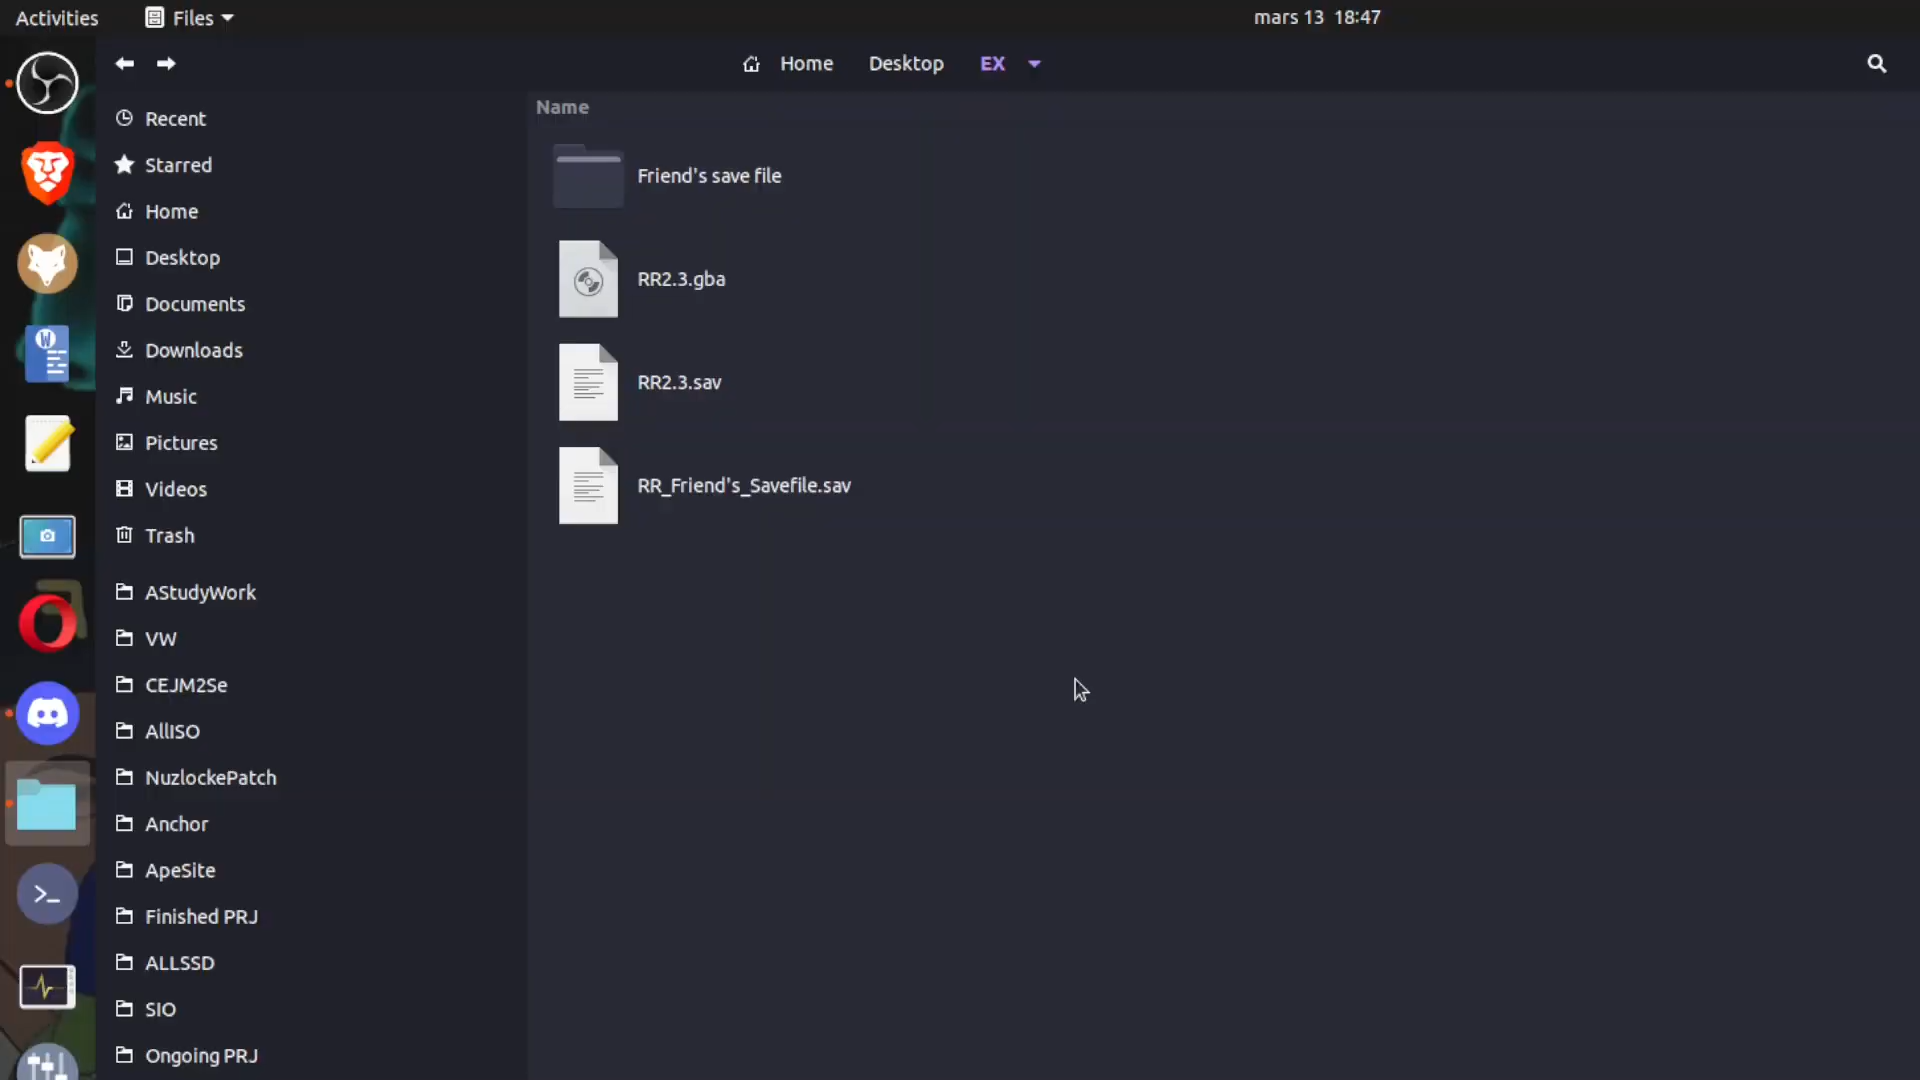 Activities
Files
mars 13 18:47
Home
Desktop
EX
Recent
Starred
Home
Desktop
Documents
Downloads
Music
Pictures
Videos
Trash
AStudyWork
VW
CEJM2Se
AllISO
NuzlockePatch
Anchor
ApeSite
Finished PRJ
ALLSSD
SIO
Ongoing PRJ
Name
Friend's save file
RR2.3.gba
RR2.3.sav
RR_Friend's_Savefile.sav
W